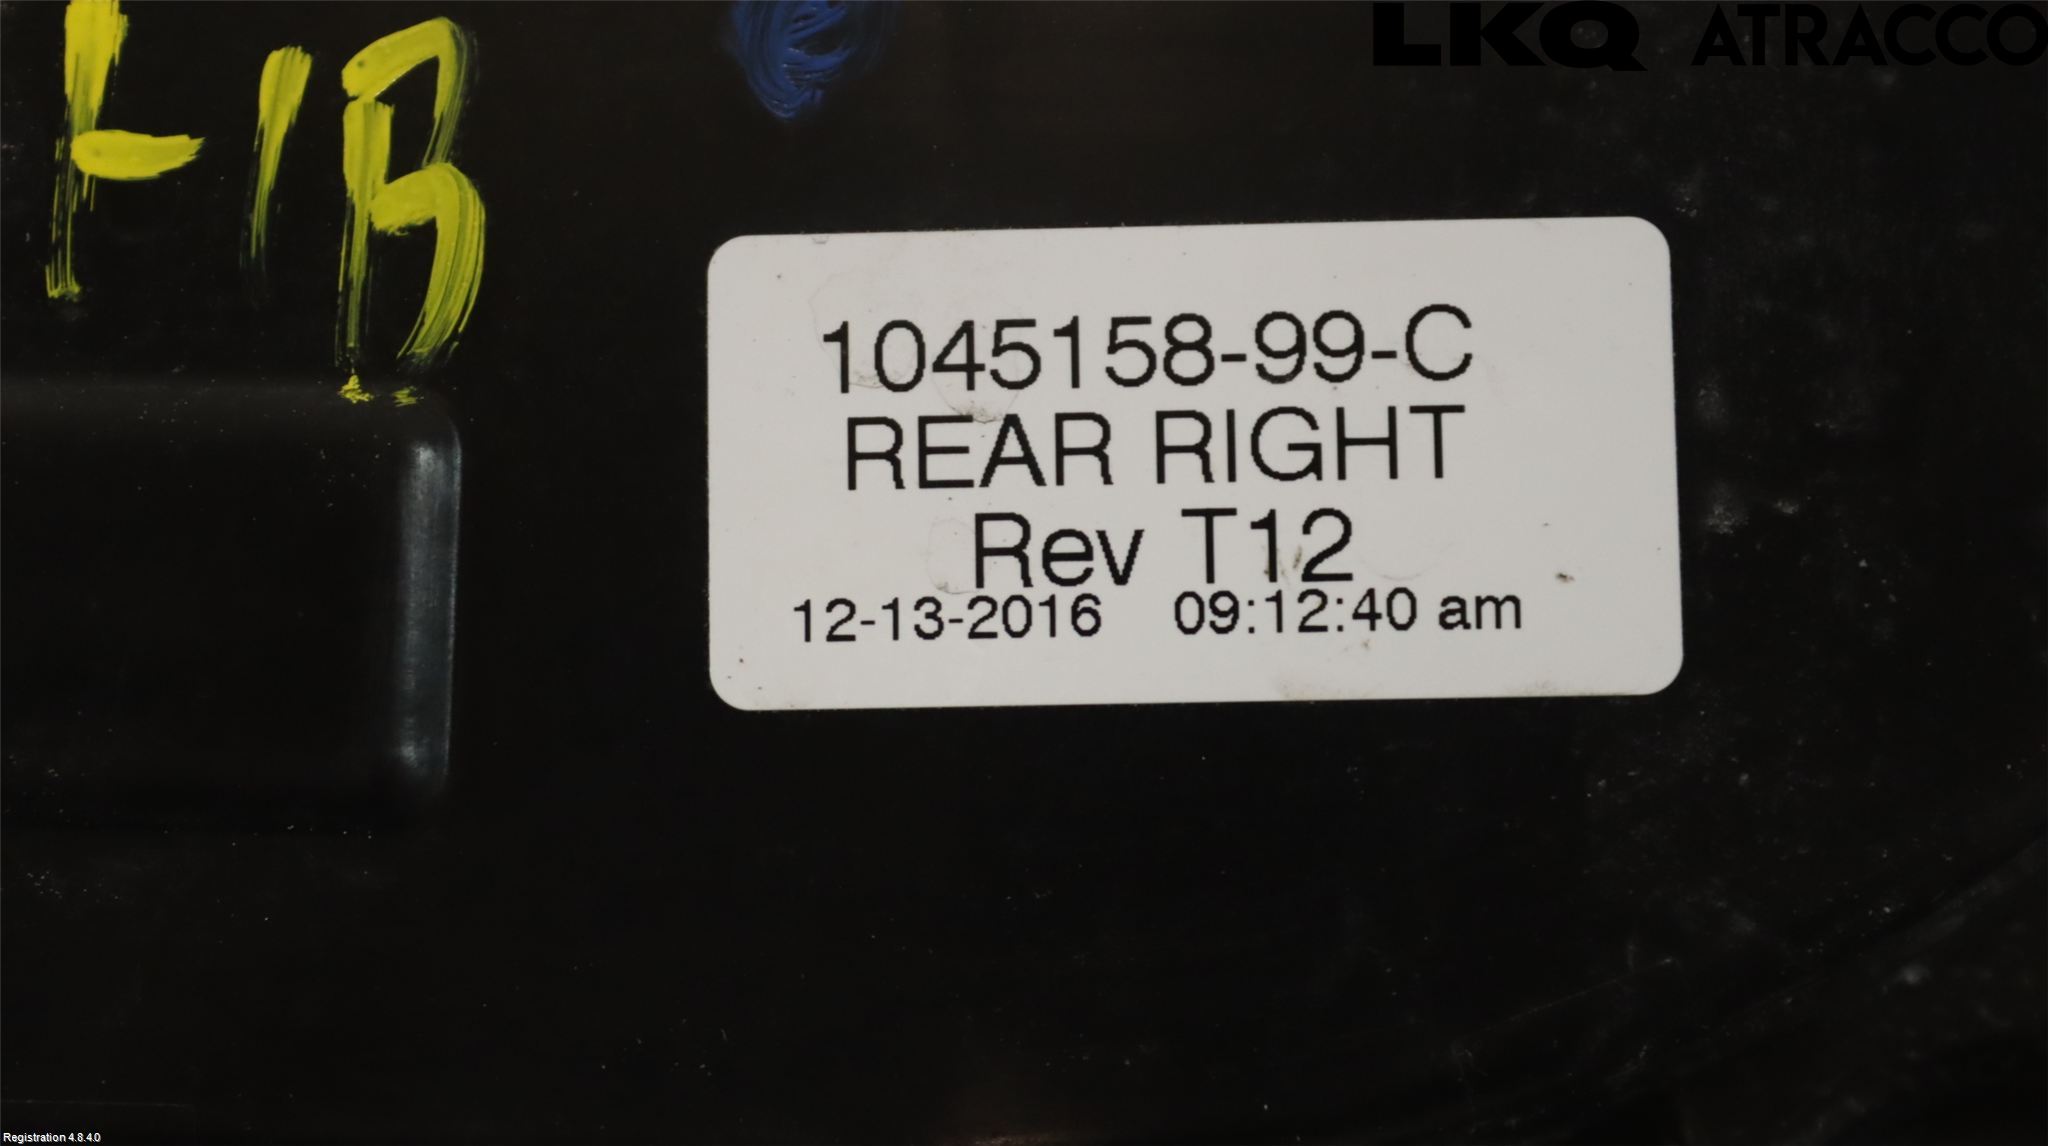 LKQ ATRACCO
HB
1045158-99-C
REAR RIGHT
Rev T12
12-13-2016 09:12:40 am
Registration 4.8.4.0